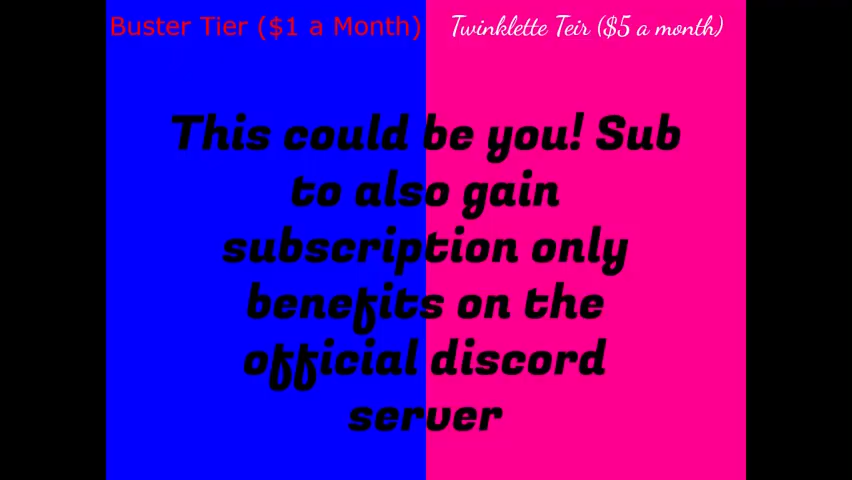 Buster Tier ($1 a Month)
Twinklette Teir ($5 a month)
This could be you! Sub
to also gain
subscription only
benefits on the
official discord
server